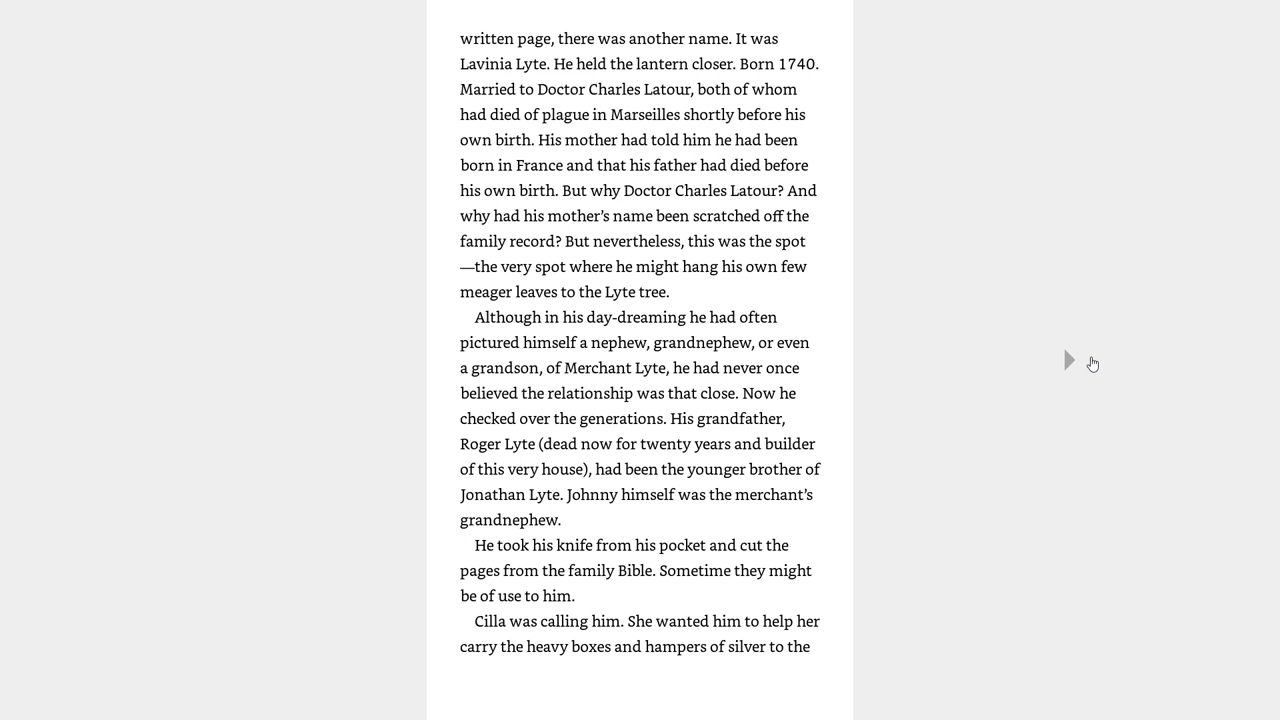 written page, there was another name. It was
Lavinia Lyte. He held the lantern closer. Born 1740.
Married to Doctor Charles Latour, both of whom
had died of plague in Marseilles shortly before his
own birth. His mother had told him he had been
born in France and that his father had died before
his own birth. But why Doctor Charles Latour? And
why had his mother’s name been scratched off the
family record? But nevertheless, this was the spot
—the very spot where he might hang his own few
meager leaves to the Lyte tree.
Although in his day-dreaming he had often
pictured himself a nephew, grandnephew, or even
a grandson, of Merchant Lyte, he had never once
believed the relationship was that close. Now he
checked over the generations. His grandfather,
Roger Lyte (dead now for twenty years and builder
of this very house), had been the younger brother of
Jonathan Lyte. Johnny himself was the merchant’s
grandnephew.
He took his knife from his pocket and cut the
pages from the family Bible. Sometime they might
be of use to him.
Cilla was calling him. She wanted him to help her
carry the heavy boxes and hampers of silver to the